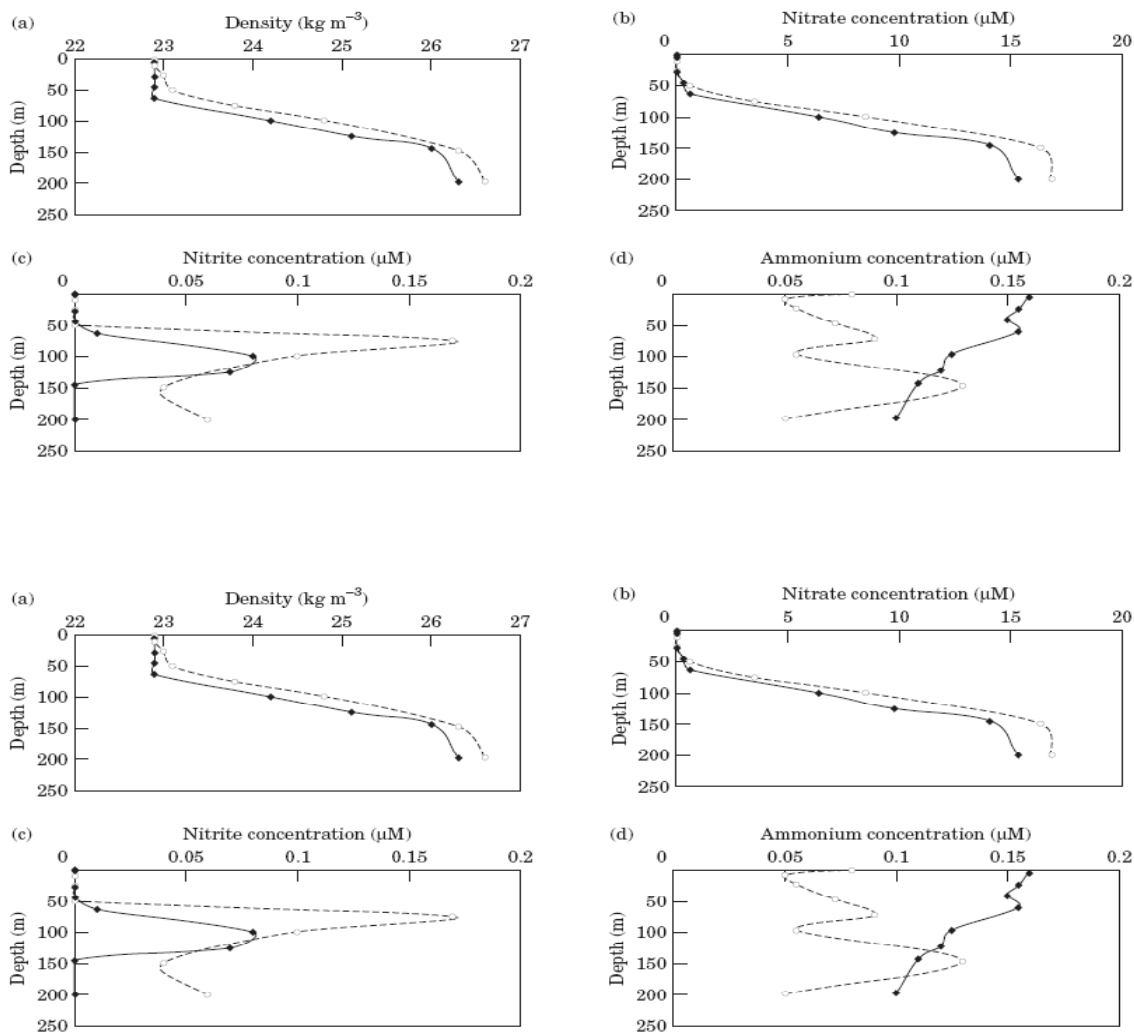 (a) Density (kg m−3)
22 23 24 25 26 27
0
50
100
150
200
250
Depth (m)
(b) Nitrate concentration (μM)
0 5 10 15 20
0
50
100
150
200
250
Depth (m)
(c) Nitrite concentration (μM)
0 0.05 0.1 0.15 0.2
0
50
100
150
200
250
Depth (m)
(d) Ammonium concentration (μM)
0 0.05 0.1 0.15 0.2
50
100
150
200
250
Depth (m)
(a) Density (kg m−3)
22 23 24 25 26 27
0
50
100
150
200
250
Depth (m)
(b) Nitrate concentration (μM)
0 5 10 15 20
0
50
100
150
200
250
Depth (m)
(c) Nitrite concentration (μM)
0 0.05 0.1 0.15 0.2
50
100
150
200
250
Depth (m)
(d) Ammonium concentration (μM)
0 0.05 0.1 0.15 0.2
50
100
150
200
250
Depth (m)